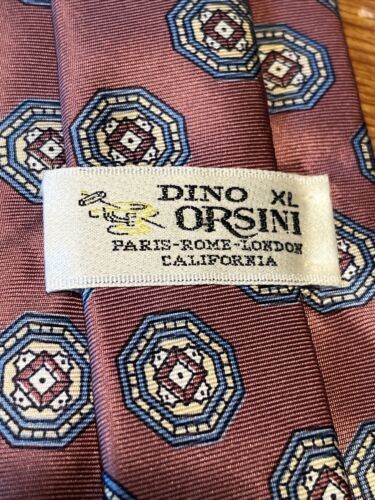 DINO XL
ORSINI
PARIS-ROME-LONDON
CALIFORNIA